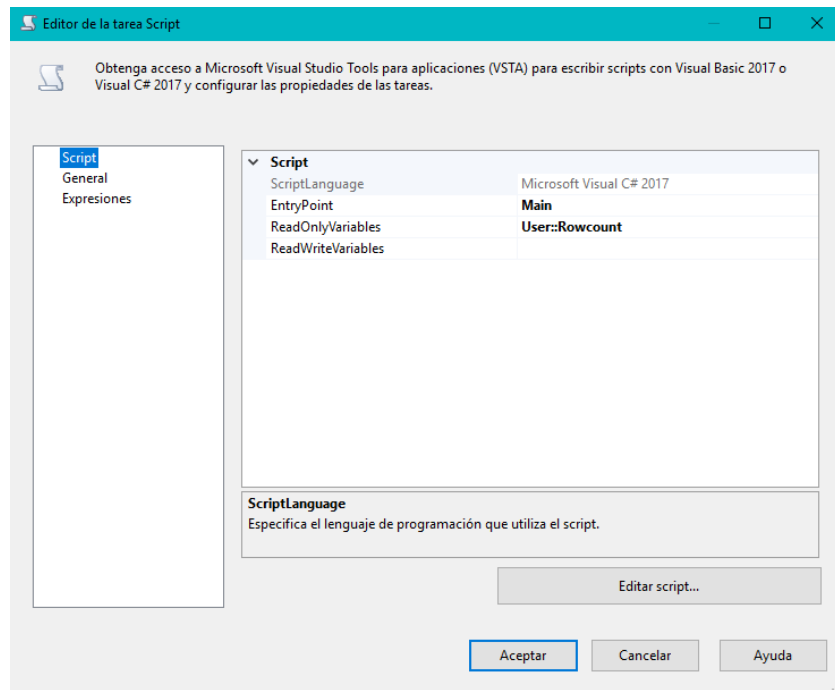 Editor de la tarea Script
Obtenga acceso a Microsoft Visual Studio Tools para aplicaciones (VSTA) para escribir scripts con Visual Basic 2017 o
Visual C# 2017 y configurar las propiedades de las tareas.
Script
General
Expresiones
Script
ScriptLanguage Microsoft Visual C# 2017
EntryPoint Main
ReadOnlyVariables User::Rowcount
ReadWriteVariables
ScriptLanguage
Especifica el lenguaje de programación que utiliza el script.
Editar script...
Aceptar Cancelar Ayuda